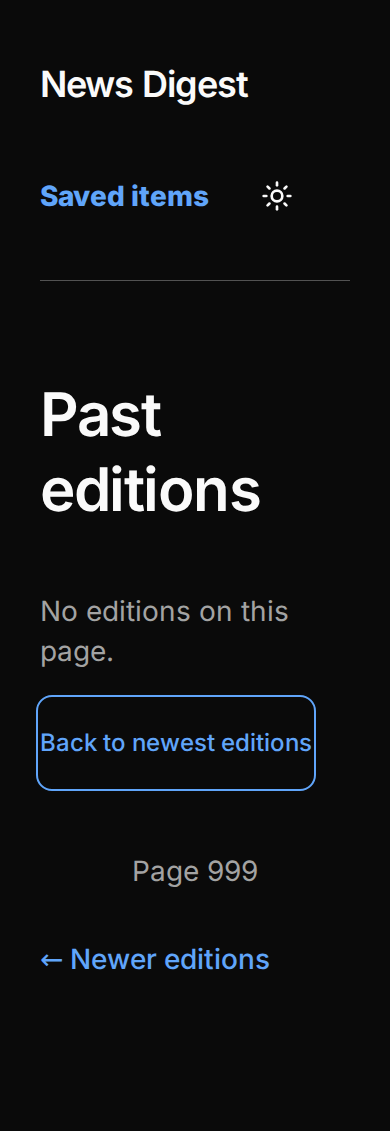 News Digest
Saved items
Past
editions
No editions on this
page.
Back to newest editions
Page 999
← Newer editions